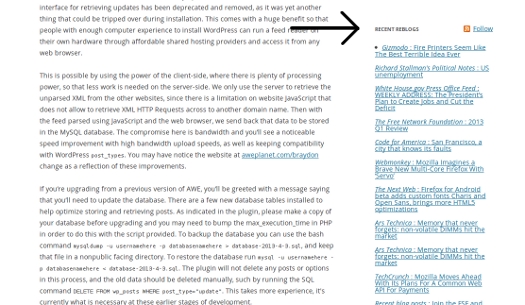 interface for retrieving updates has been deprecated and removed, as it was yet another
thing that could be tripped over during installation. This comes with a huge benefit so that
people with enough computer experience to install WordPress can run a feed reader on
their own hardware through affordable shared hosting providers and access it from any
web browser.
This is possible by using the power of the client-side, where there is plenty of processing
power, so that less work is needed on the server-side. We only use the server to retrieve the
unparsed XML from the other websites, since there is a limitation on website JavaScript that
does not allow to retrieve XML HTTP Requests across to another domain name. Then with
the feed parsed using JavaScript and the web browser, we send back that data to be stored
in the MySQL database. The compromise here is bandwidth and you'll see a noticeable
speed improvement with high bandwidth upload speeds, as well as keeping compatibility
with WordPress post_types. You may have notice the website at aweplanet.com/braydon
change as a reflection of these improvements.
If you're upgrading from a previous version of AWE, you'll be greeted with a message saying
that you'll need to update the database. There are a few new database tables installed to
help optimize storing and retrieving posts. As indicated in the plugin, please make a copy of
your database before upgrading and you may need to bump the max_execution_time in PHP
in order to do this with the script provided. To backup the database you can use the bash
command mysqldump -u usernamehere -p databasenamehere > database-2013-4-3.sql, and keep
that file in a nonpublic facing directory. To restore the database run mysql -u usernamehere -
p databasenamehere < database-2013-4-3.sql. The plugin will not delete any posts or options
in this process, and the old data should be deleted manually, such by running the SQL
command DELETE FROM wp_posts WHERE post_type="update". This takes more experience, it's
currently what is necessary at these earlier stages of development.
RECENT REBLOGS
Follow
Gizmodo : Fire Printers Seem Like
The Best Terrible Idea Ever
Richard Stallman's Political Notes : US
unemployment
White House.gov Press Office Feed :
WEEKLY ADDRESS: The President's
Plan to Create Jobs and Cut the
Deficit
The Free Network Foundation : 2013
Q1 Review
Code for America : San Francisco, a
city that knows its faults
Webmonkey : Mozilla Imagines a
Brave New Multi-Core Firefox With
'Servo'
The Next Web : Firefox for Android
beta adds custom fonts Charis and
Open Sans, brings more HTML5
optimizations
Ars Technica : Memory that never
forgets: non-volatile DIMMs hit the
market
Ars Technica : Memory that never
forgets: non-volatile DIMMs hit the
market
TechCrunch : Mozilla Moves Ahead
With Its Plans For A Common Web
API For Payments
Recent blog posts : Join the FSF and